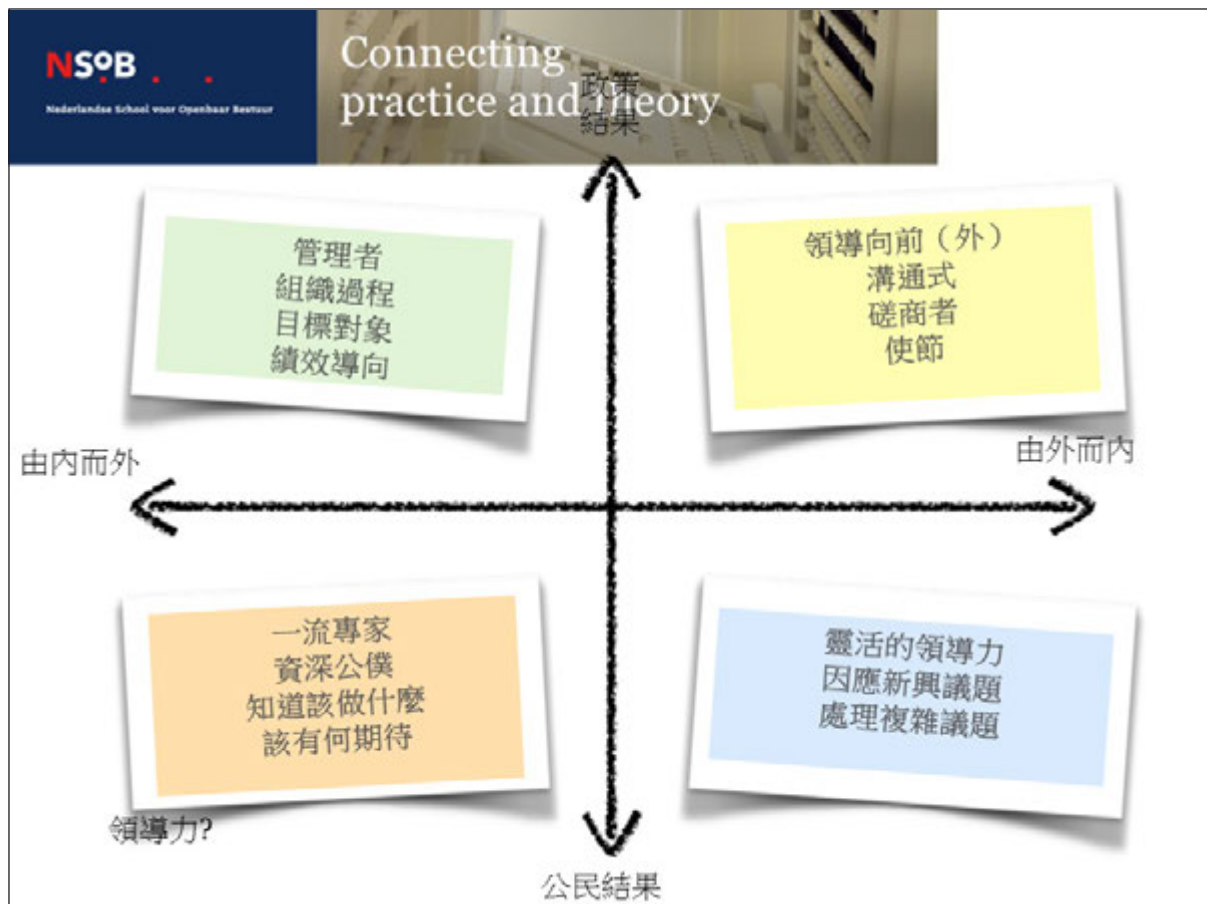 NSOB
Nederlandse School voor Openbaar Bestuur
Connecting
practice and theory
政策
結果
管理者
組織過程
目標對象
績效導向
領導向前（外）
溝通式
磋商者
使節
由內而外
由外而內
一流專家
資深公僕
知道該做什麼
該有何期待
靈活的領導力
因應新興議題
處理複雜議題
領導力?
公民結果